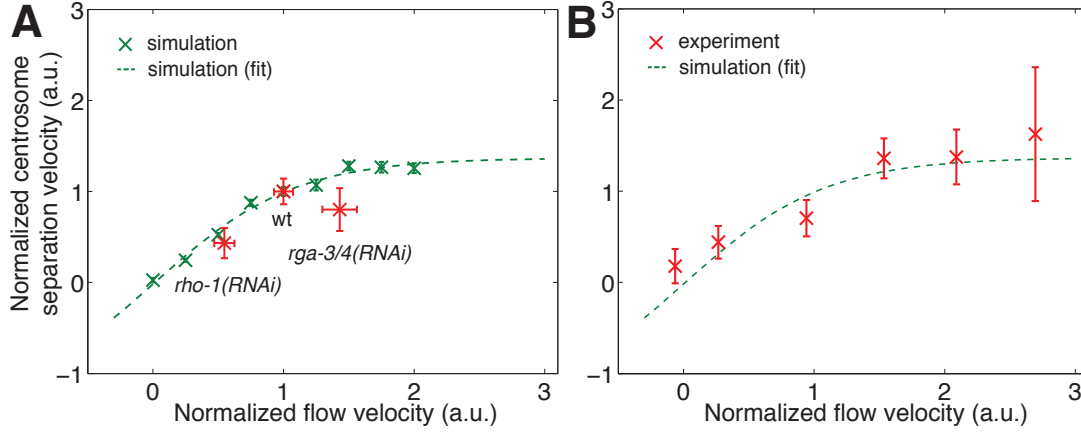 A
B
Normalized centrosome
separation velocity (a.u.)
3
2
1
0
−1
simulation
simulation (fit)
wt
rga-3/4(RNAi)
rho-1(RNAi)
0
1
2
3
Normalized flow velocity (a.u.)
3
2
1
0
−1
experiment
simulation (fit)
0
1
2
3
Normalized flow velocity (a.u.)